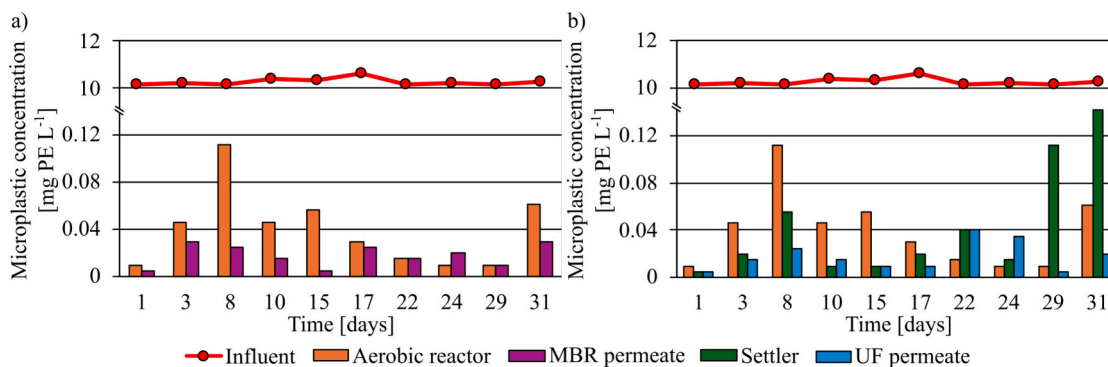 a)
Microplastic concentration
[mg PE L⁻¹]
12
10
0.12
0.08
0.04
0
1 3 8 10 15 17 22 24 29 31
Time [days]
b)
Microplastic concentration
[mg PE L⁻¹]
12
10
0.12
0.08
0.04
0
1 3 8 10 15 17 22 24 29 31
Time [days]
Influent Aerobic reactor MBR permeate Settler UF permeate